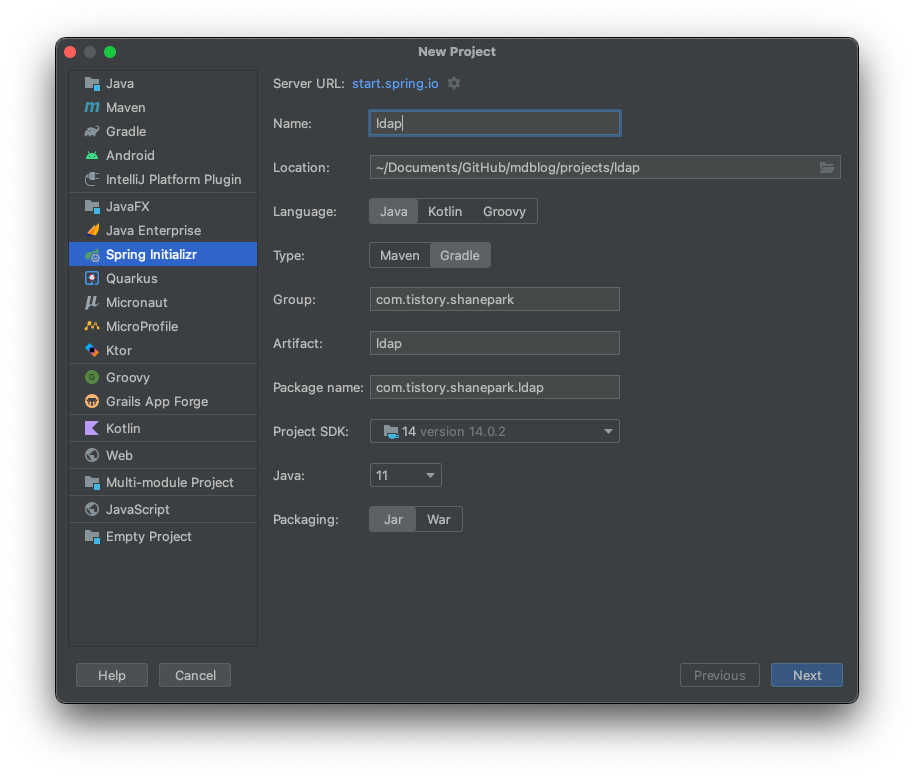 New Project
Java
Maven
Gradle
Android
IntelliJ Platform Plugin
JavaFX
Java Enterprise
Spring Initializr
Quarkus
Micronaut
MicroProfile
Ktor
Groovy
Grails App Forge
Kotlin
Web
Multi-module Project
JavaScript
Empty Project
Server URL: start.spring.io
Name: ldap
Location: ~/Documents/GitHub/mdblog/projects/ldap
Language: Java Kotlin Groovy
Type: Maven Gradle
Group: com.tistory.shanepark
Artifact: ldap
Package name: com.tistory.shanepark.ldap
Project SDK: 14 version 14.0.2
Java: 11
Packaging: Jar War
Help Cancel Previous Next